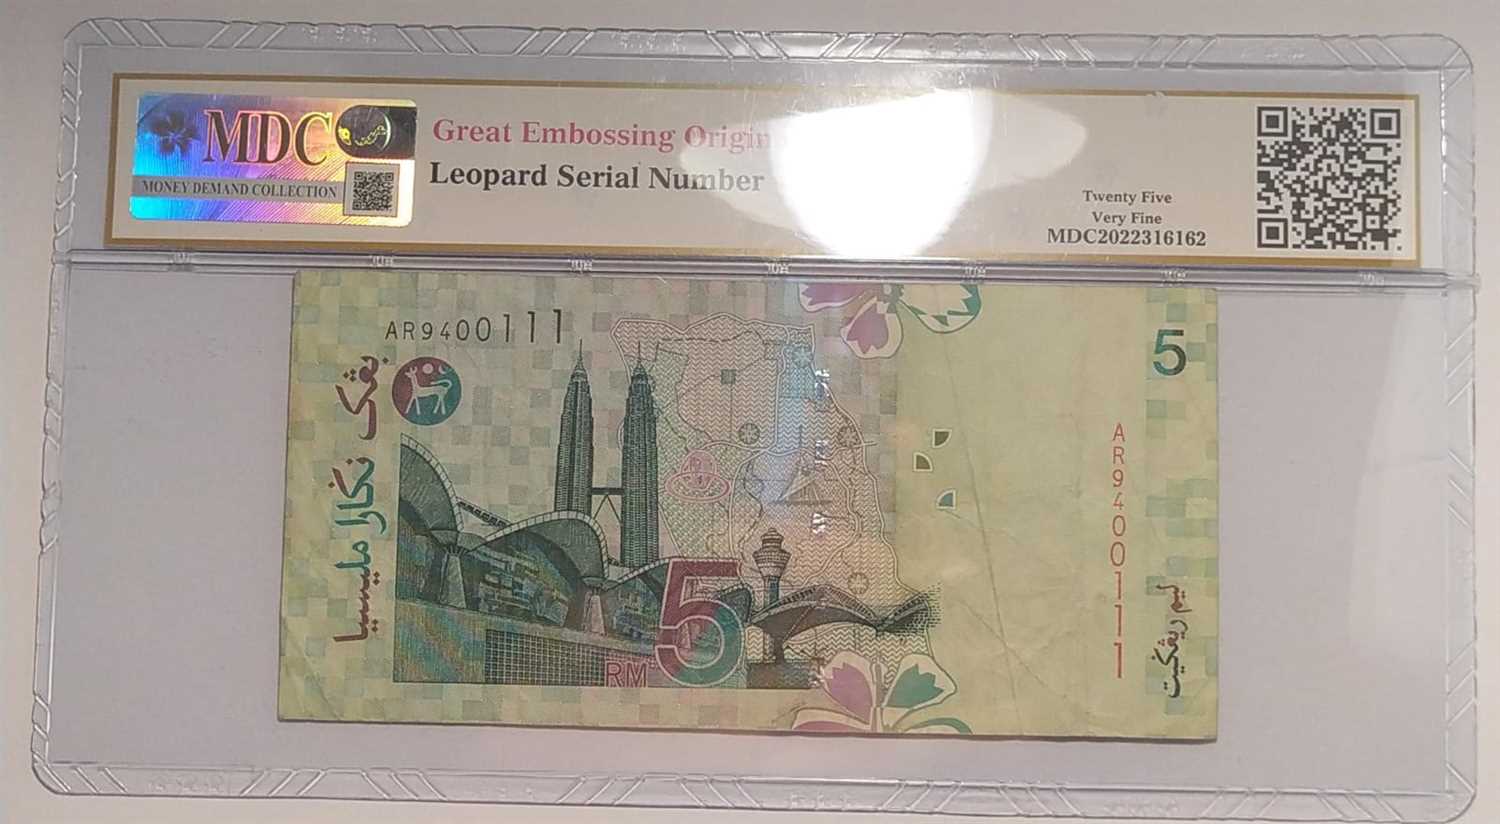 MDC
MONEY DEMAND COLLECTION
Great Embossing Origin
Leopard Serial Number
Twenty Five
Very Fine
MDC2022316162
AR9400111
بڠک نݢارا مليسيا
5
AR9400111
ليم ريڠݢيت
RM 5